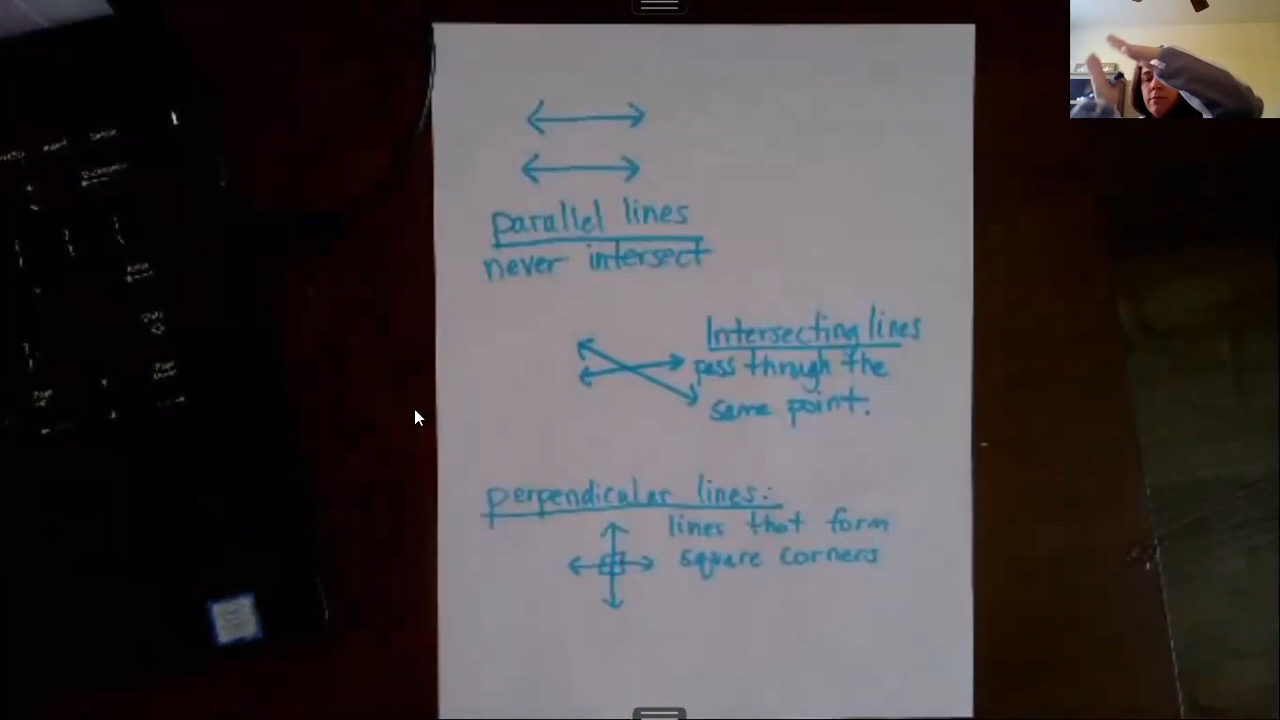 parallel lines
never intersect
Intersecting lines
pass through the
same point.
perpendicular lines:
lines that form
square corners